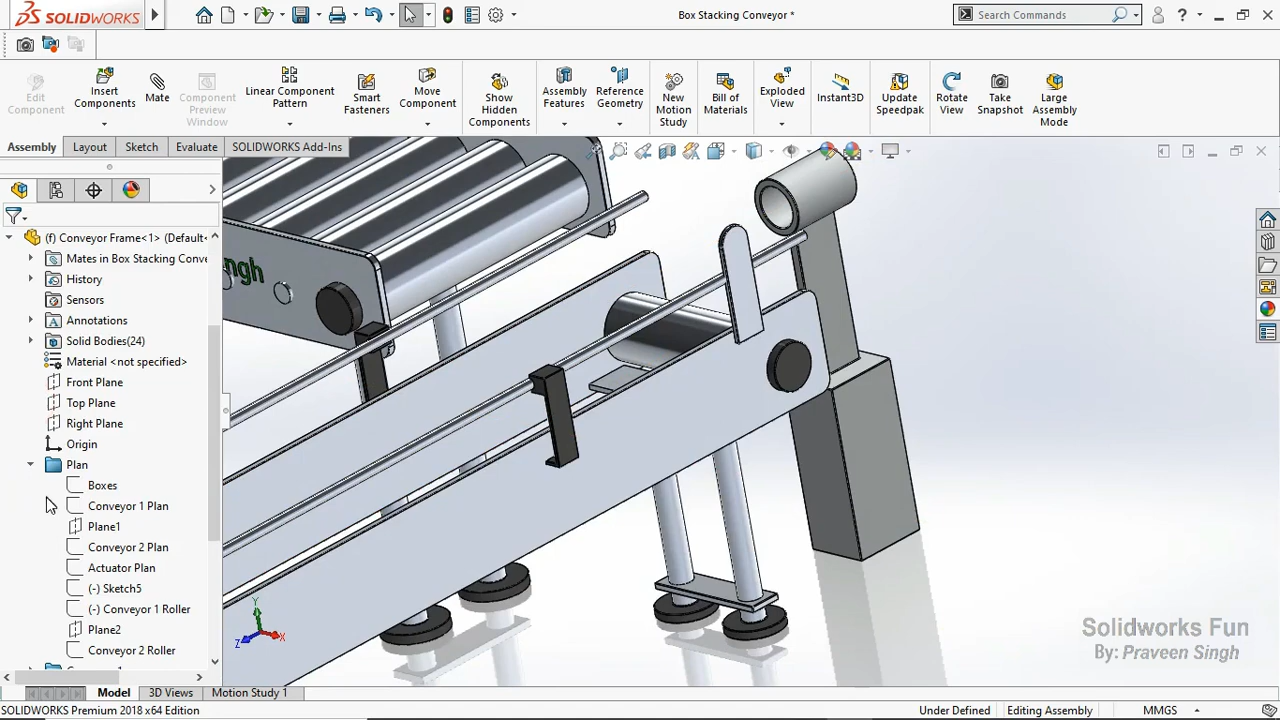 SOLIDWORKS
Box Stacking Conveyor *
Search Commands
?
Edit
Component
Insert
Components
Mate
Component
Preview
Window
Linear Component
Pattern
Smart
Fasteners
Move
Component
Show
Hidden
Components
Assembly
Features
Reference
Geometry
New
Motion
Study
Bill of
Materials
Exploded
View
Instant3D
Update
Speedpak
Rotate
View
Take
Snapshot
Large
Assembly
Mode
Assembly
Layout
Sketch
Evaluate
SOLIDWORKS Add-Ins
(f) Conveyor Frame<1> (Default<
Mates in Box Stacking Conve
History
Sensors
Annotations
Solid Bodies(24)
Material <not specified>
Front Plane
Top Plane
Right Plane
Origin
Plan
Boxes
Conveyor 1 Plan
Plane1
Conveyor 2 Plan
Actuator Plan
(-) Sketch5
(-) Conveyor 1 Roller
Plane2
Conveyor 2 Roller
ngh
Y
Z
X
Solidworks Fun
By: Praveen Singh
Model
3D Views
Motion Study 1
SOLIDWORKS Premium 2018 x64 Edition
Under Defined
Editing Assembly
MMGS